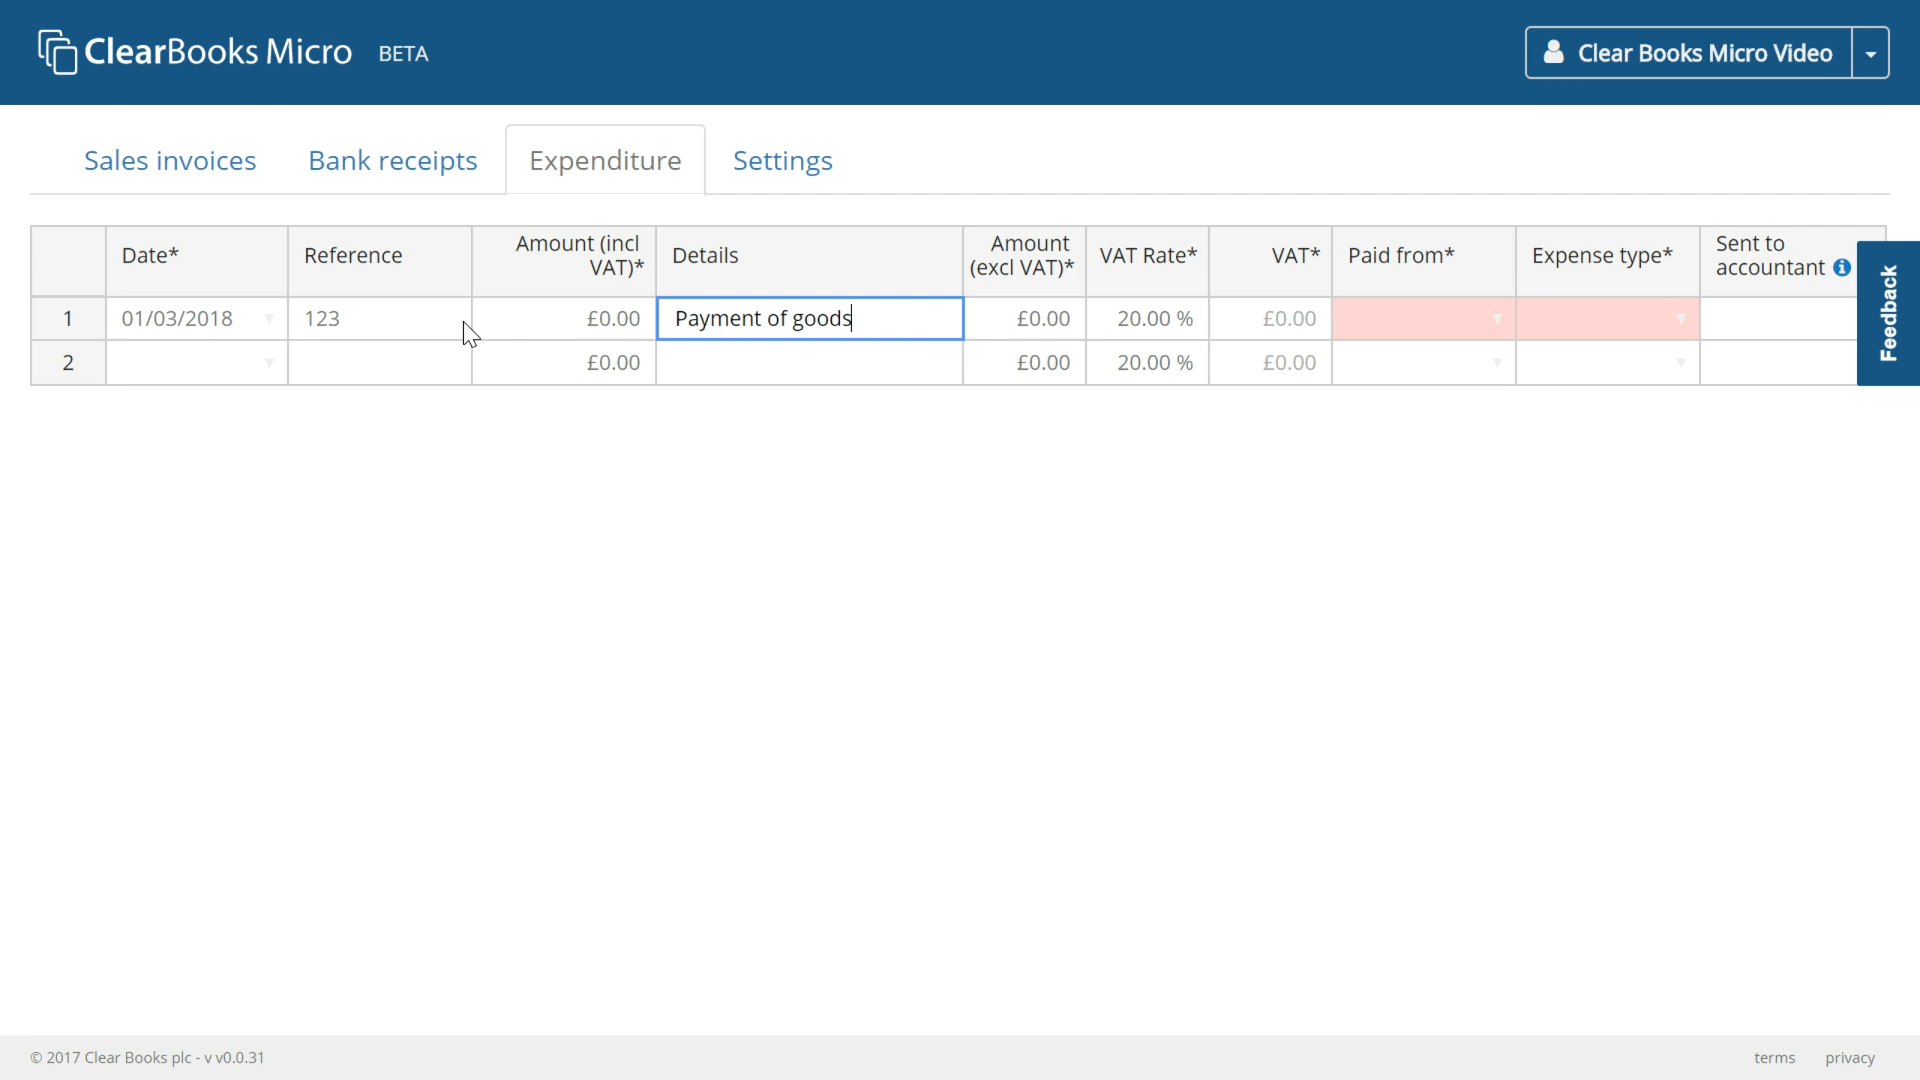 ClearBooks Micro BETA
Clear Books Micro Video
Sales invoices Bank receipts Expenditure Settings
Date* Reference Amount (incl VAT)* Details Amount (excl VAT)* VAT Rate* VAT* Paid from* Expense type* Sent to accountant
1 01/03/2018 123 £0.00 Payment of goods £0.00 20.00 % £0.00
2 £0.00 £0.00 20.00 % £0.00
Feedback
© 2017 Clear Books plc - v v0.0.31
terms privacy